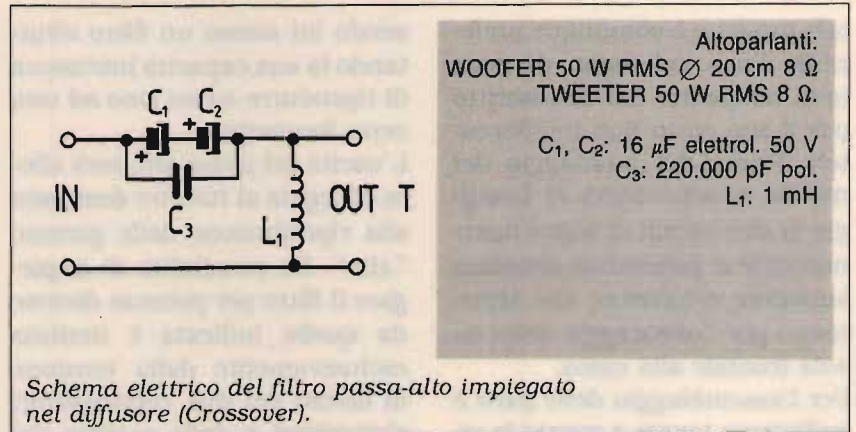 Altoparlanti:
WOOFER 50 W RMS ∅ 20 cm 8 Ω
TWEETER 50 W RMS 8 Ω
C₁, C₂: 16 µF elettrol. 50 V
C₃: 220.000 pF pol.
L₁: 1 mH
C₁ C₂
+ +
IN OUT T
C₃ L₁
Schema elettrico del filtro passa-alto impiegato
nel diffusore (Crossover).